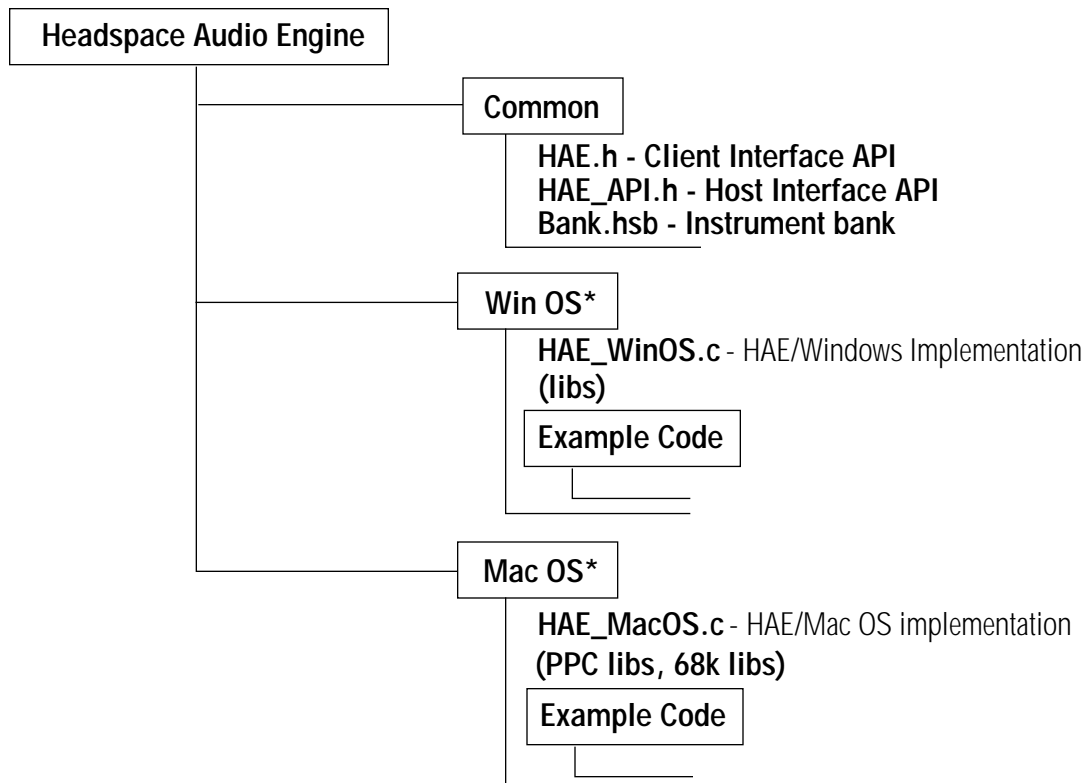 Headspace Audio Engine
Common
HAE.h - Client Interface API
HAE_API.h - Host Interface API
Bank.hsb - Instrument bank
Win OS*
HAE_WinOS.c - HAE/Windows Implementation
(libs)
Example Code
Mac OS*
HAE_MacOS.c - HAE/Mac OS implementation
(PPC libs, 68k libs)
Example Code